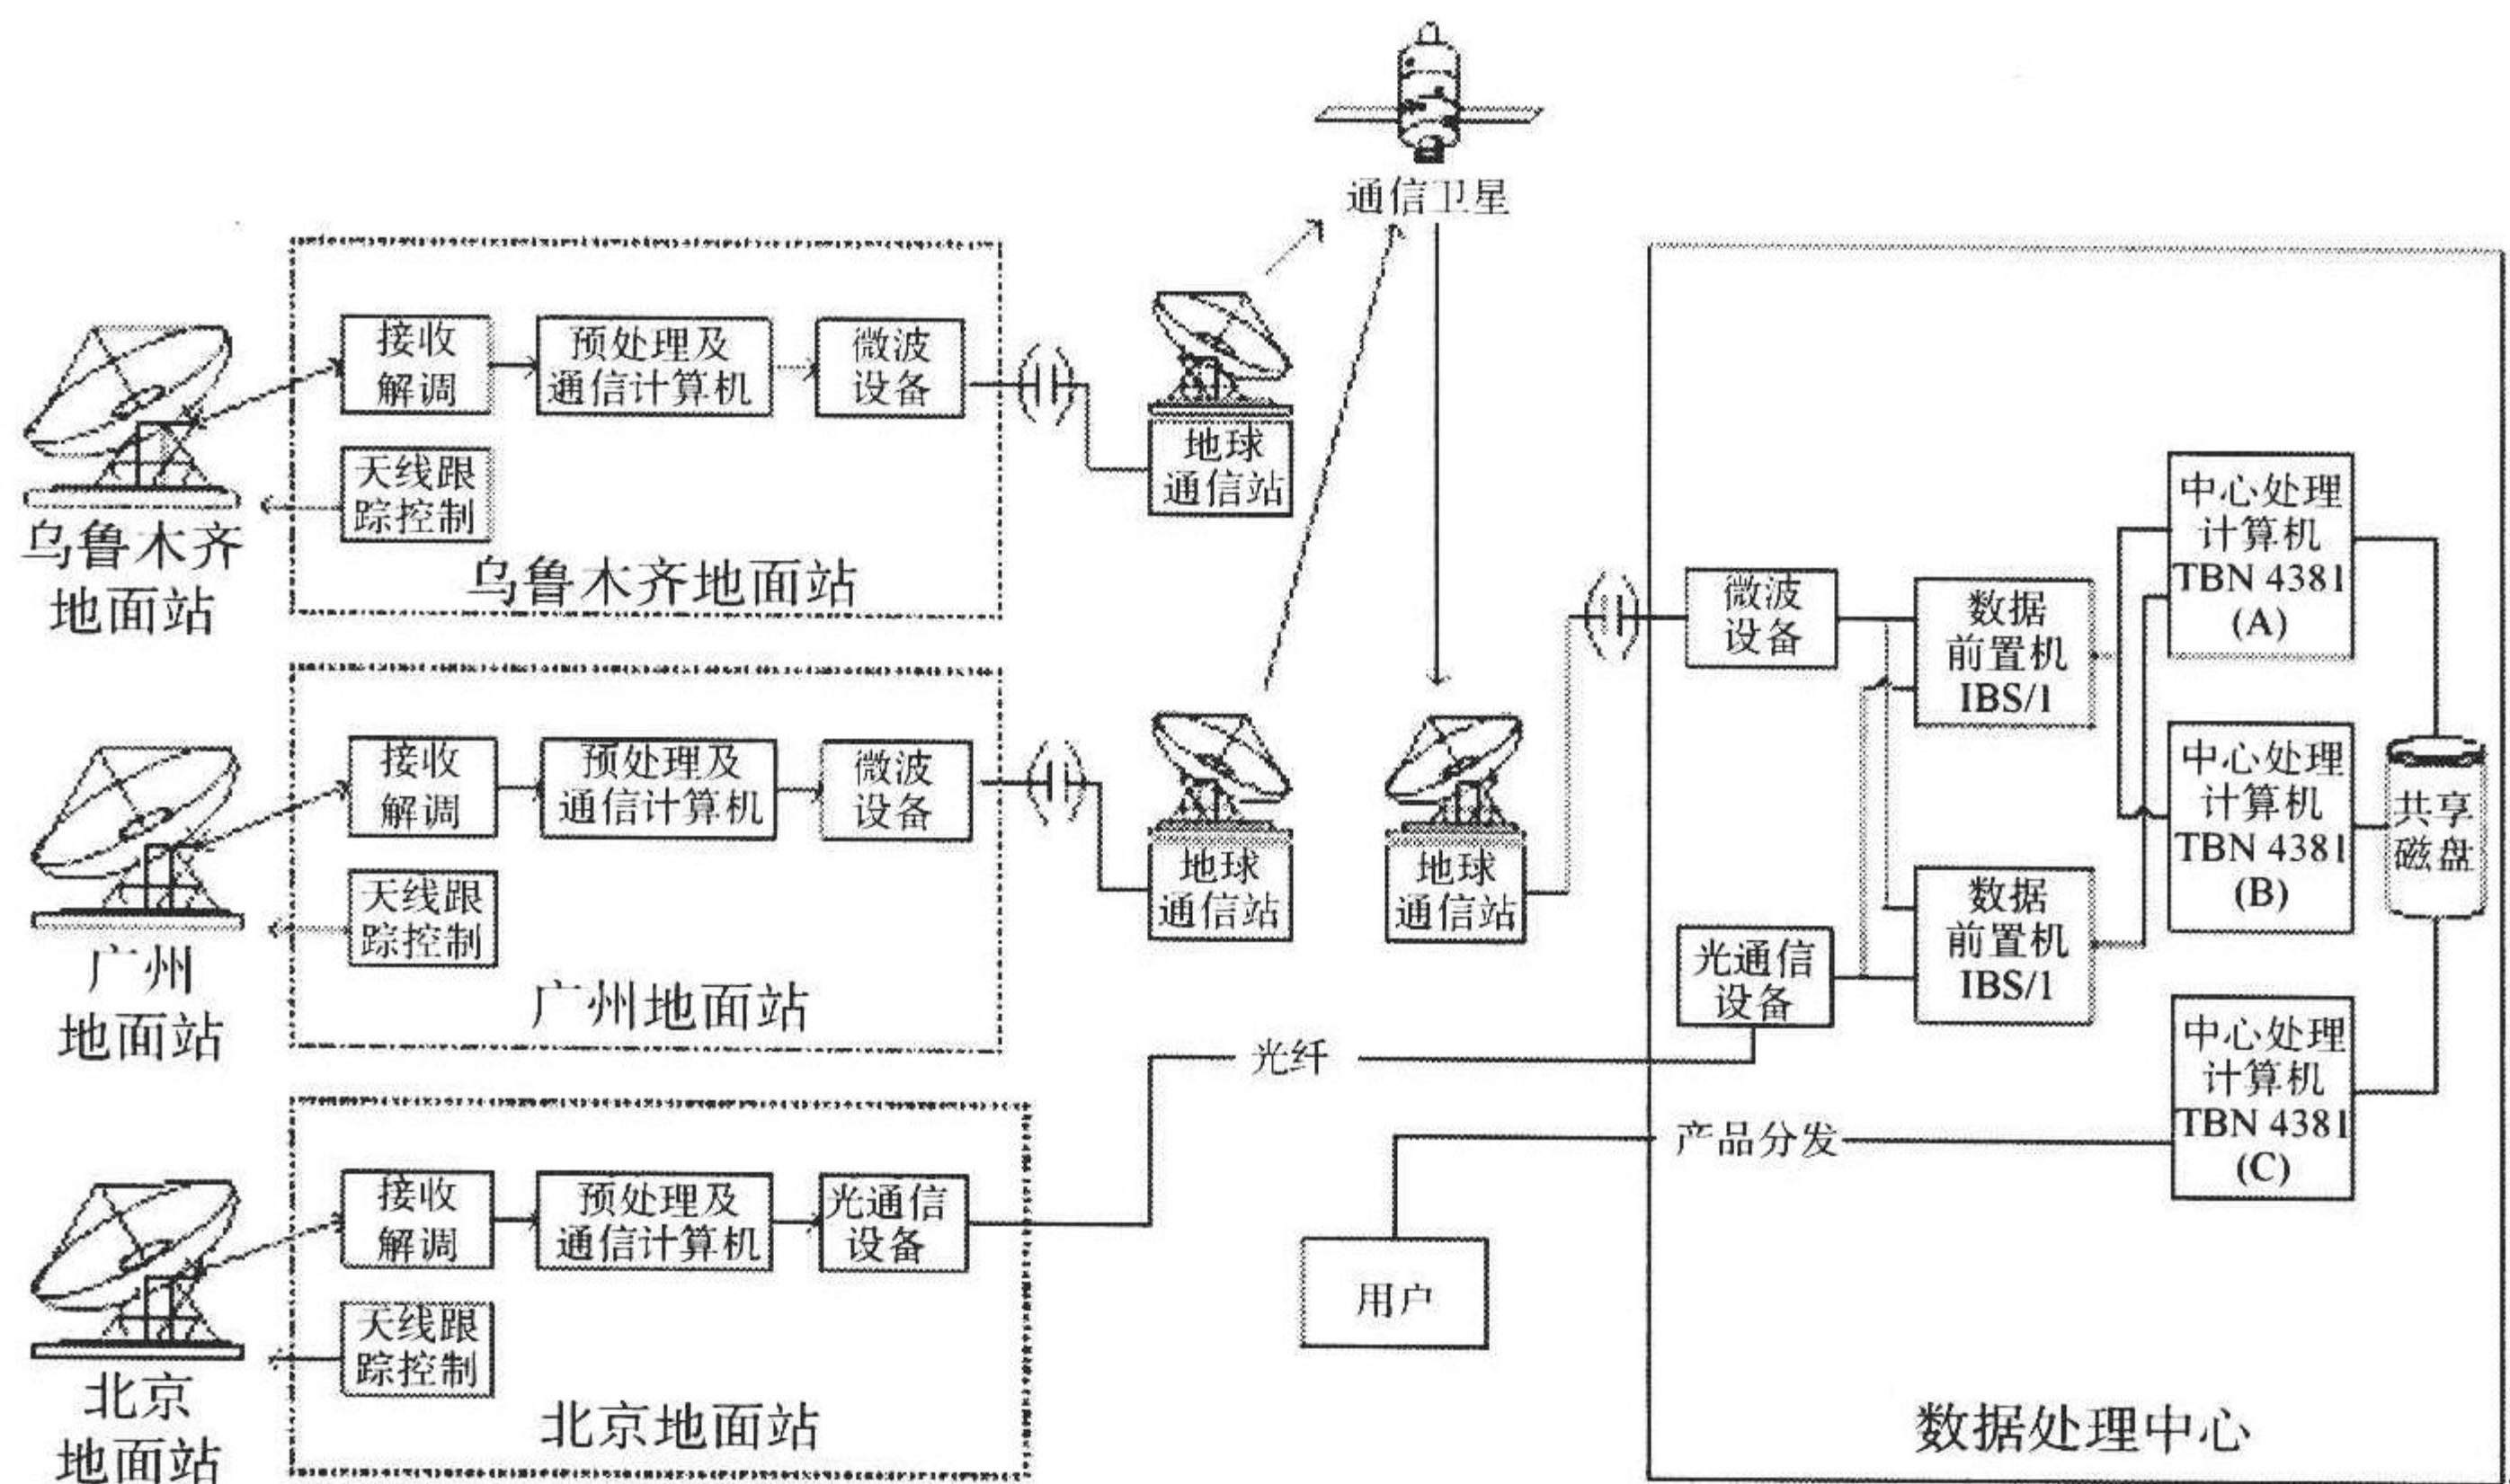 通信卫星
接收
解调
预处理及
通信计算机
微波
设备
天线跟
踪控制
乌鲁木齐
地面站
乌鲁木齐地面站
地球
通信站
接收
解调
预处理及
通信计算机
微波
设备
天线跟
踪控制
广州
地面站
广州地面站
地球
通信站
地球
通信站
接收
解调
预处理及
通信计算机
光通信
设备
天线跟
踪控制
北京
地面站
北京地面站
光纤
产品分发
用户
微波
设备
光通信
设备
数据
前置机
IBS/1
数据
前置机
IBS/1
中心处理
计算机
TBN 4381
(A)
中心处理
计算机
TBN 4381
(B)
中心处理
计算机
TBN 4381
(C)
共享
磁盘
数据处理中心